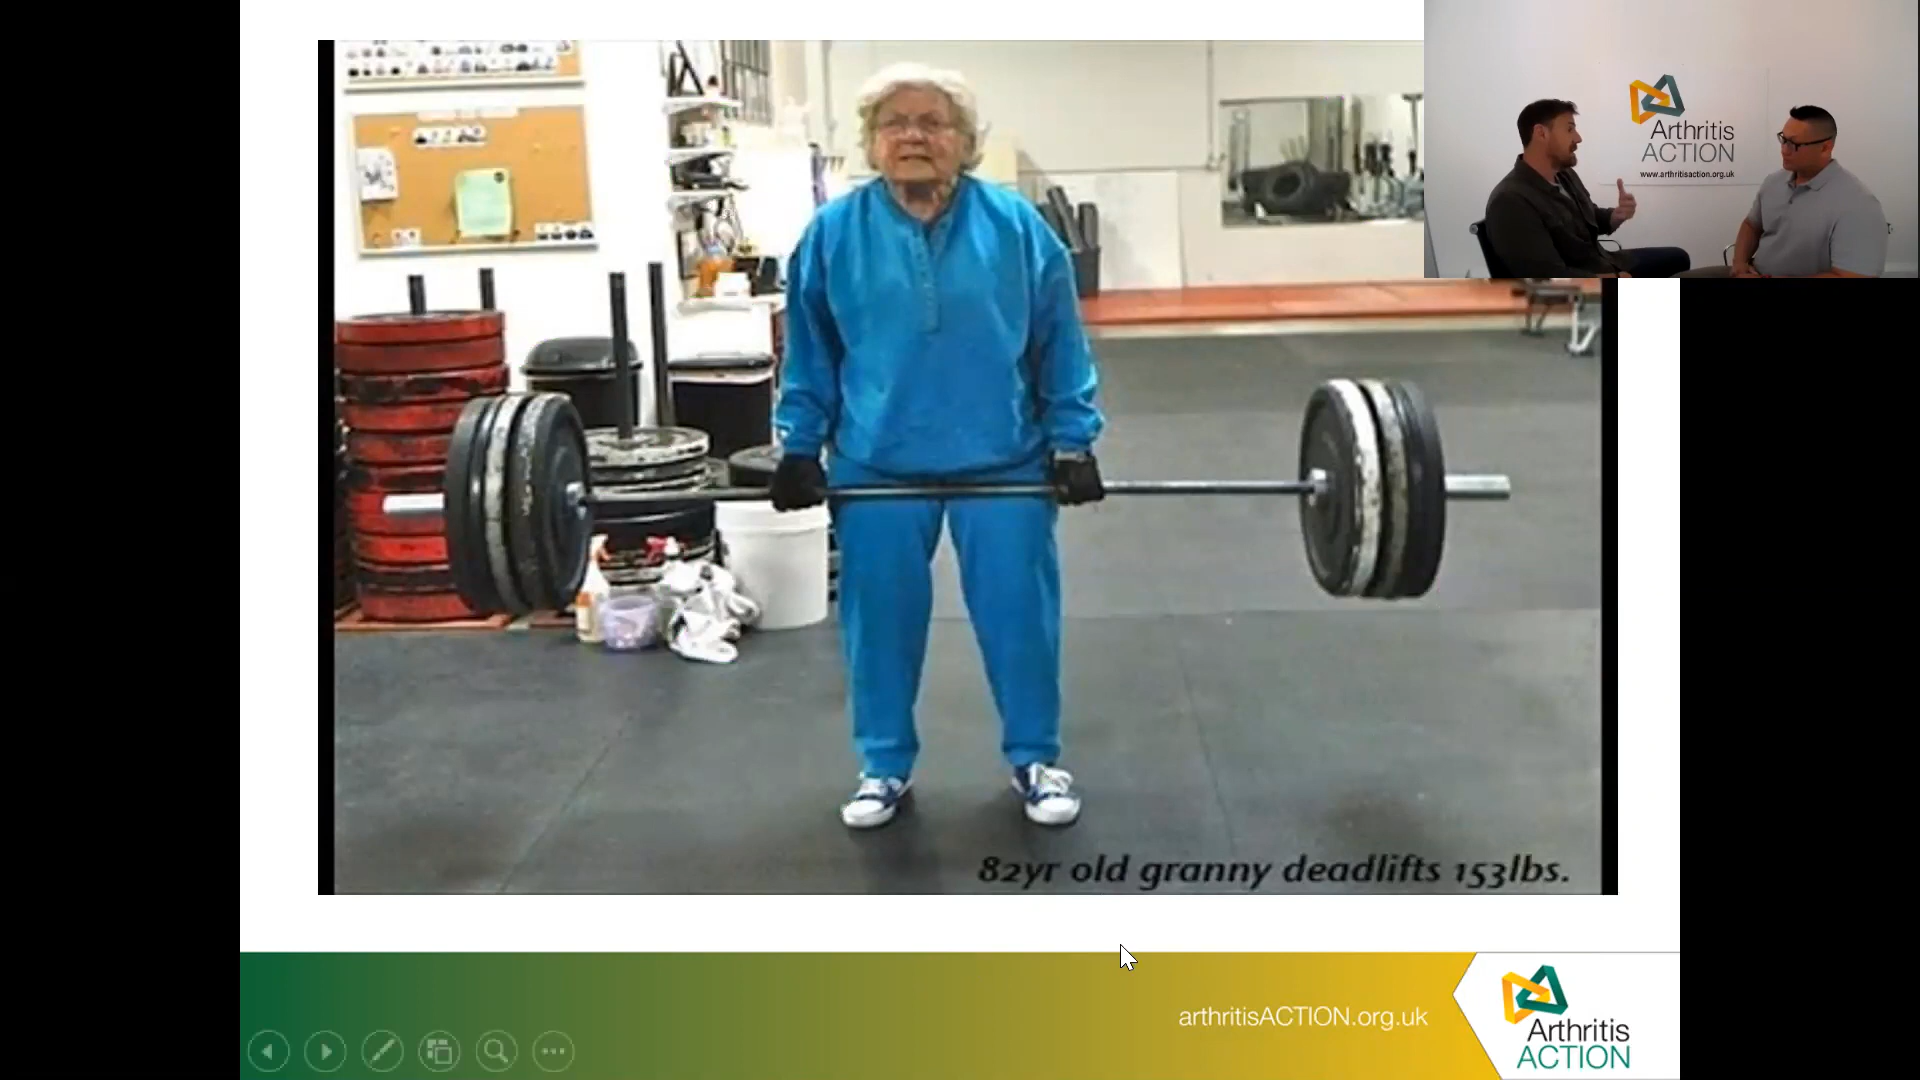 Arthritis
ACTION
www.arthritisaction.org.uk
82yr old granny deadlifts 153lbs.
arthritisACTION.org.uk
Arthritis
ACTION